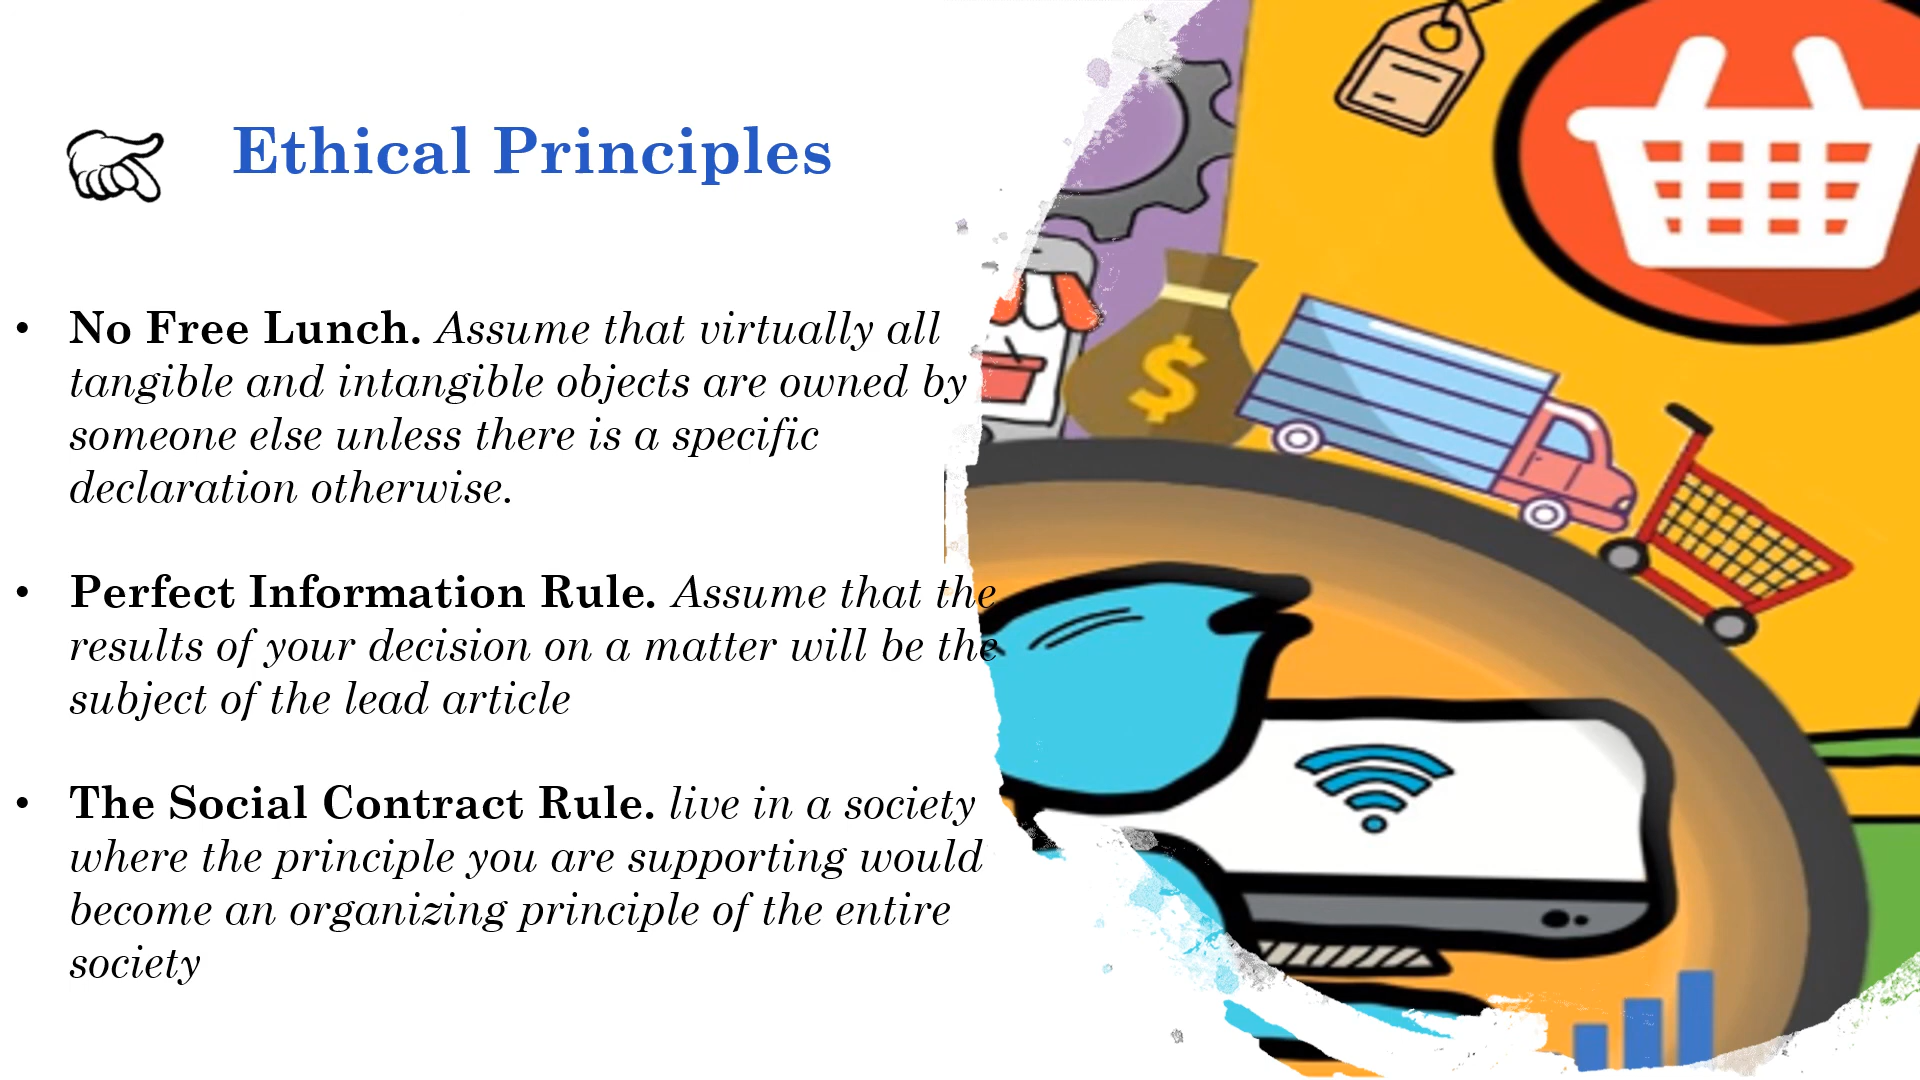 Ethical Principles
• No Free Lunch. Assume that virtually all
tangible and intangible objects are owned by
someone else unless there is a specific
declaration otherwise.
• Perfect Information Rule. Assume that the
results of your decision on a matter will be the
subject of the lead article
• The Social Contract Rule. live in a society
where the principle you are supporting would
become an organizing principle of the entire
society
$